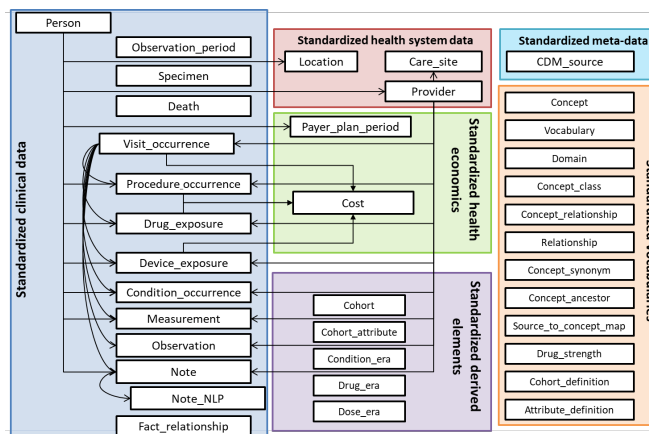 Person
Standardized clinical data
Observation_period
Specimen
Death
Visit_occurrence
Procedure_occurrence
Drug_exposure
Device_exposure
Condition_occurrence
Measurement
Observation
Note
Note_NLP
Fact_relationship
Standardized health system data
Location
Care_site
Provider
Payer_plan_period
Cost
Standardized health
economics
Cohort
Cohort_attribute
Condition_era
Drug_era
Dose_era
Standardized derived
elements
Standardized meta-data
CDM_source
Concept
Vocabulary
Domain
Concept_class
Concept_relationship
Relationship
Concept_synonym
Concept_ancestor
Source_to_concept_map
Drug_strength
Cohort_definition
Attribute_definition